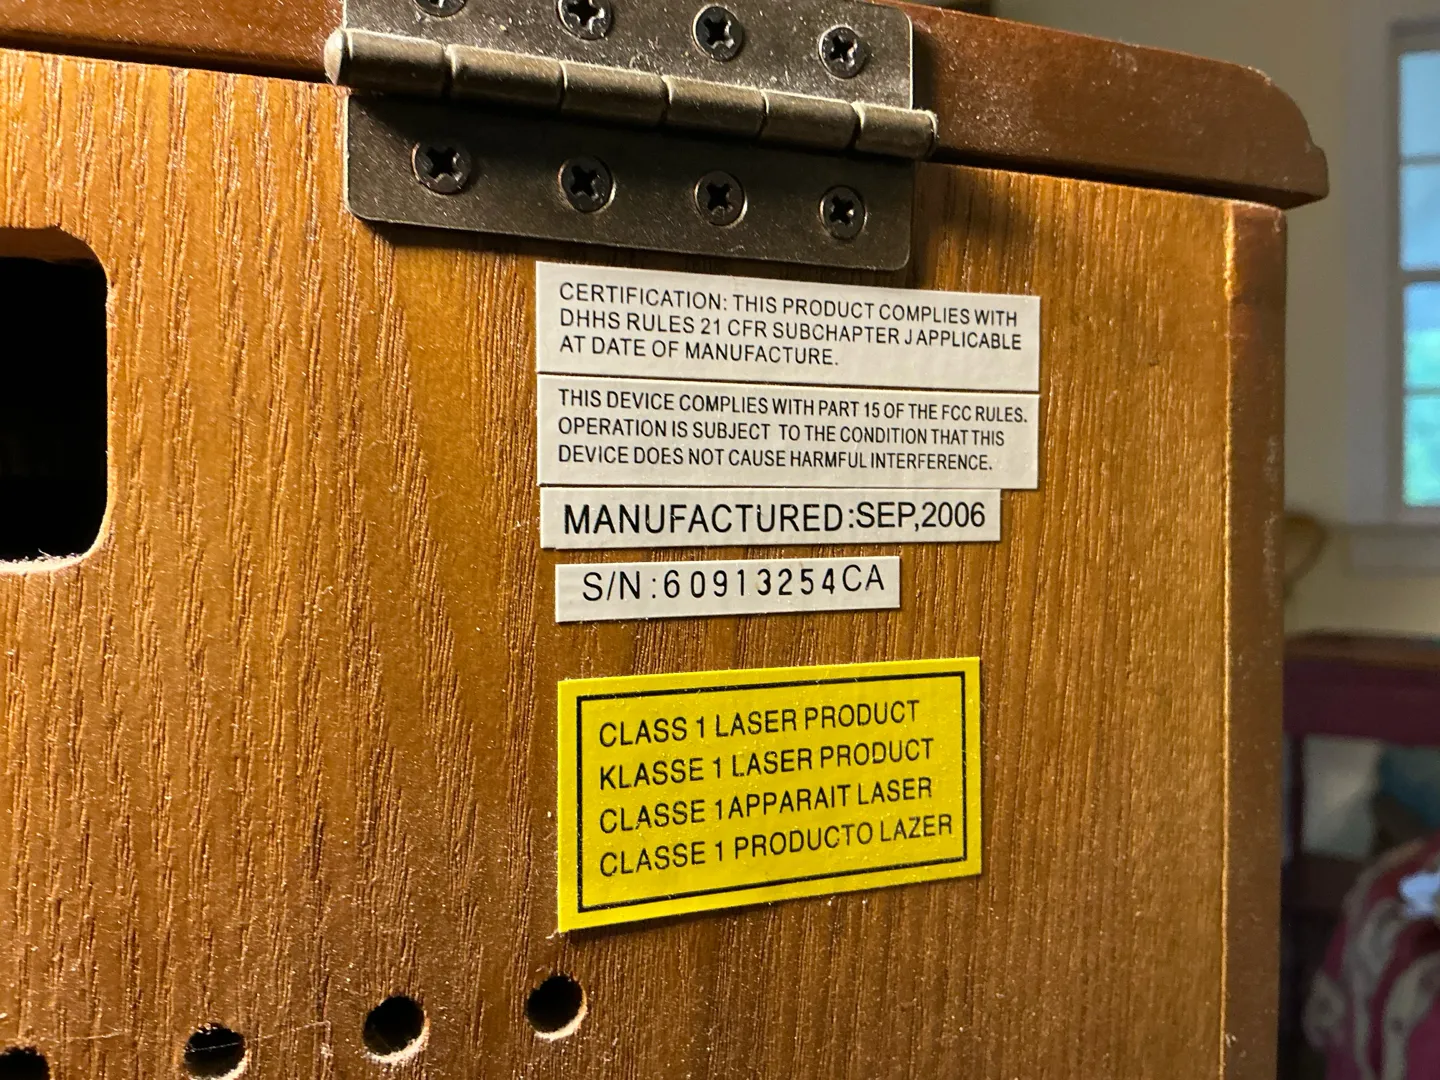 CERTIFICATION: THIS PRODUCT COMPLIES WITH
DHHS RULES 21 CFR SUBCHAPTER J APPLICABLE
AT DATE OF MANUFACTURE.
THIS DEVICE COMPLIES WITH PART 15 OF THE FCC RULES.
OPERATION IS SUBJECT TO THE CONDITION THAT THIS
DEVICE DOES NOT CAUSE HARMFUL INTERFERENCE.
MANUFACTURED:SEP,2006
S/N:60913254CA
CLASS 1 LASER PRODUCT
KLASSE 1 LASER PRODUCT
CLASSE 1 APPARAIT LASER
CLASSE 1 PRODUCTO LAZER